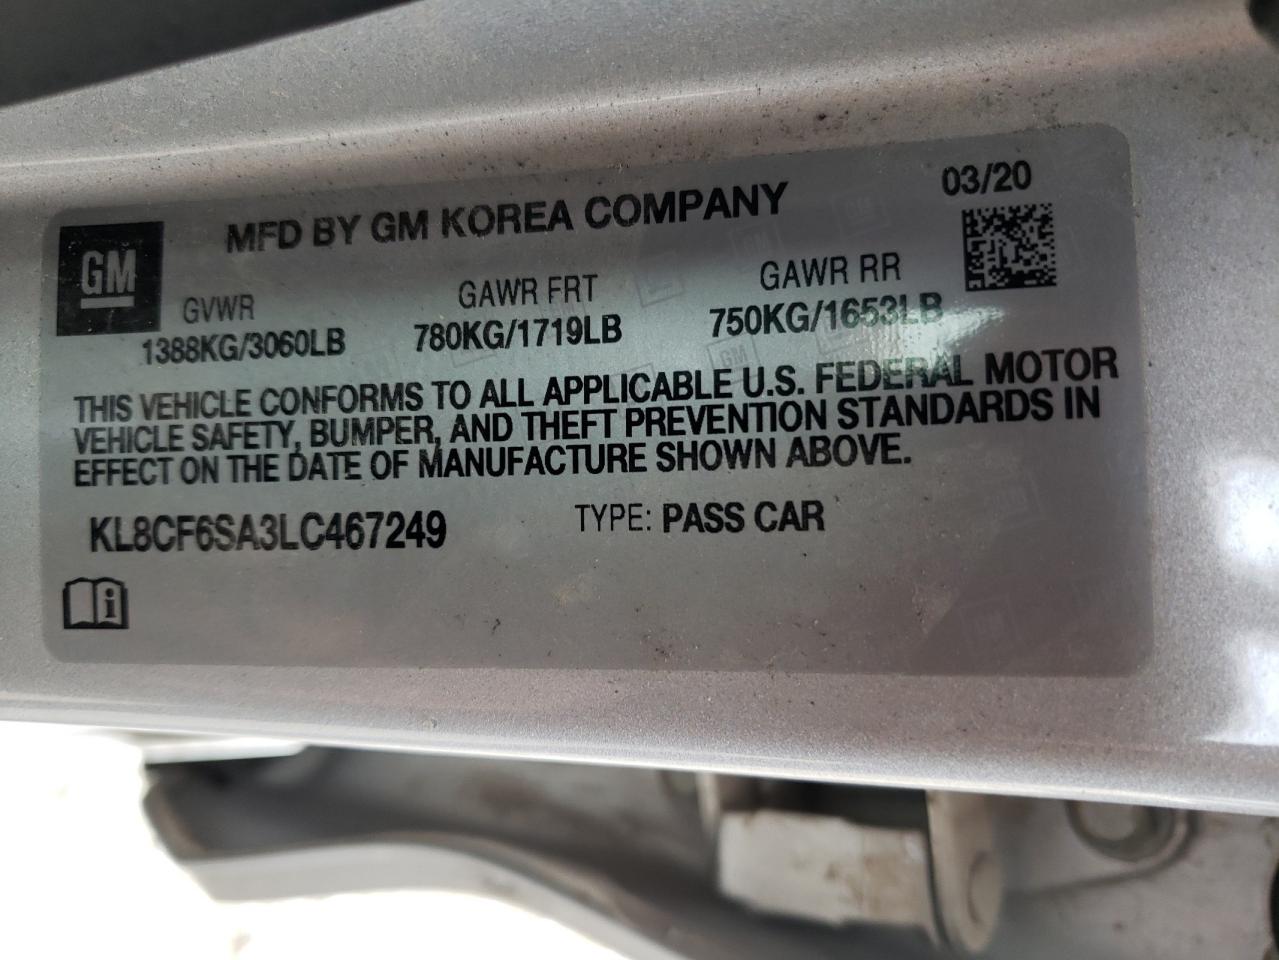 GM
MFD BY GM KOREA COMPANY
03/20
GVWR
GAWR FRT
GAWR RR
1388KG/3060LB
780KG/1719LB
750KG/1653LB
THIS VEHICLE CONFORMS TO ALL APPLICABLE U.S. FEDERAL MOTOR
VEHICLE SAFETY, BUMPER, AND THEFT PREVENTION STANDARDS IN
EFFECT ON THE DATE OF MANUFACTURE SHOWN ABOVE.
KL8CF6SA3LC467249
TYPE: PASS CAR